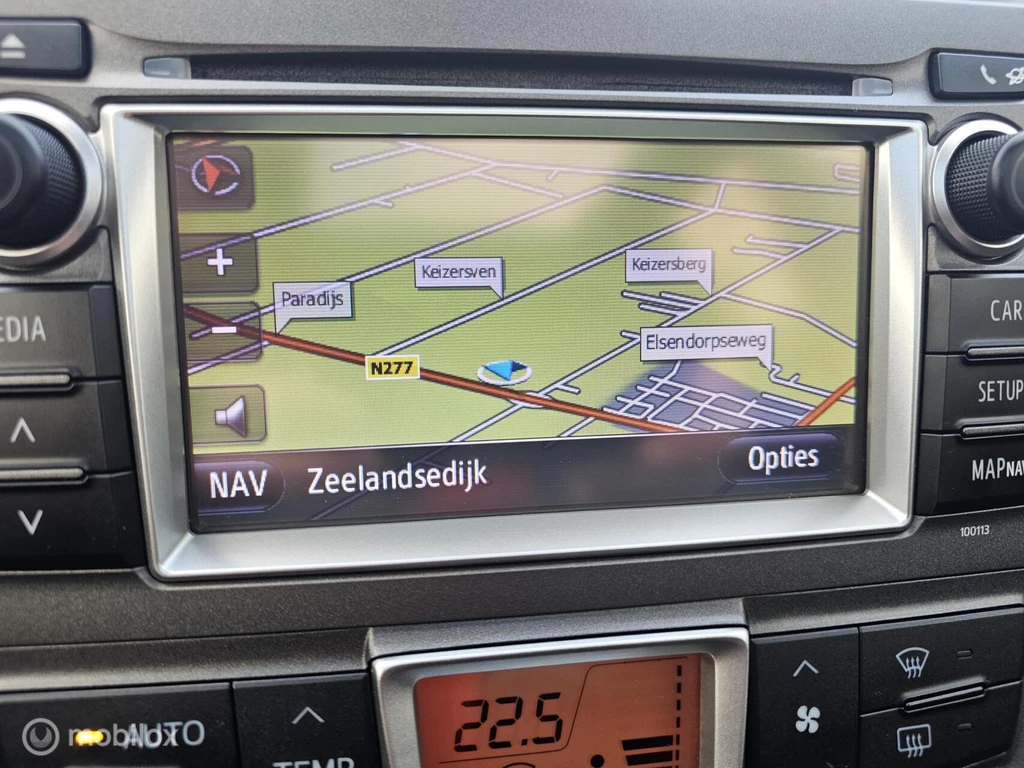 EDIA
CAR
SETUP
MAPNAV
100113
Paradijs
Keizersven
Keizersberg
Elsendorpseweg
N277
+
-
NAV
Zeelandsedijk
Opties
AUTO
TEMP
22.5
mobilox